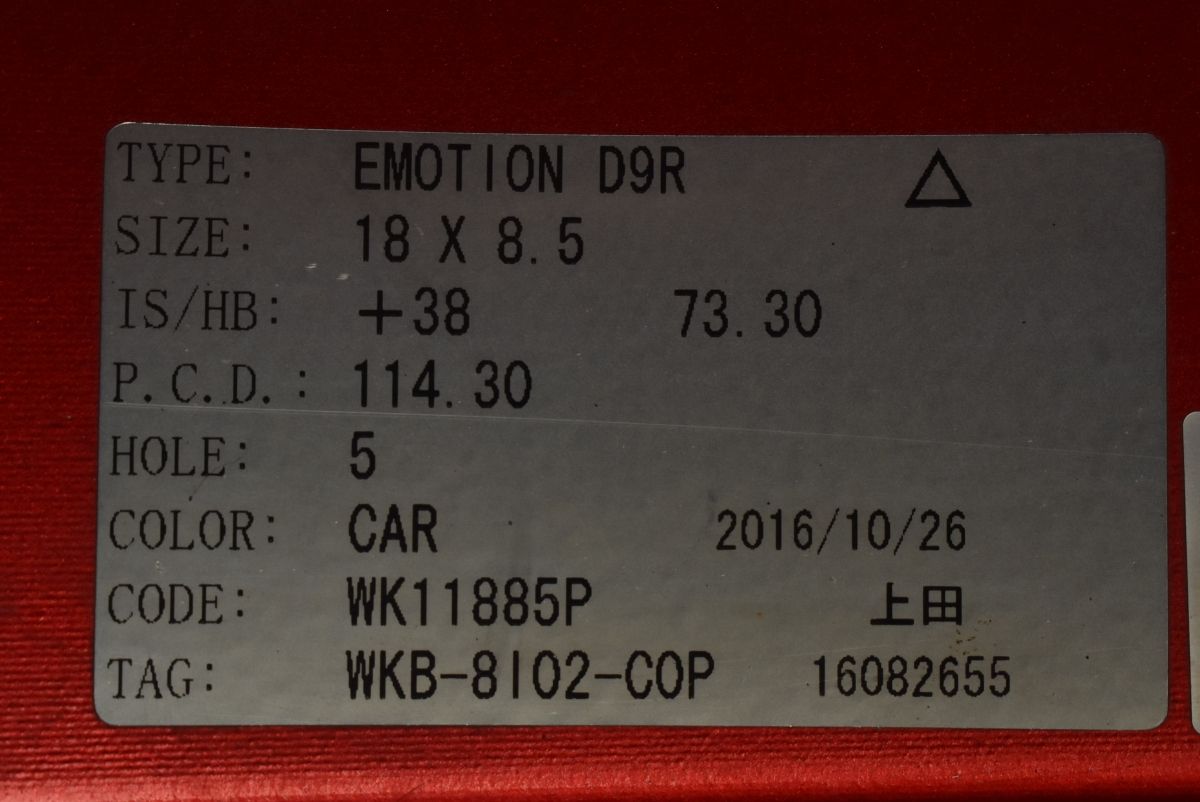 TYPE: EMOTION D9R △
SIZE: 18 X 8.5
IS/HB: +38 73.30
P.C.D.: 114.30
HOLE: 5
COLOR: CAR 2016/10/26
CODE: WK11885P 上田
TAG: WKB-8I02-COP 16082655